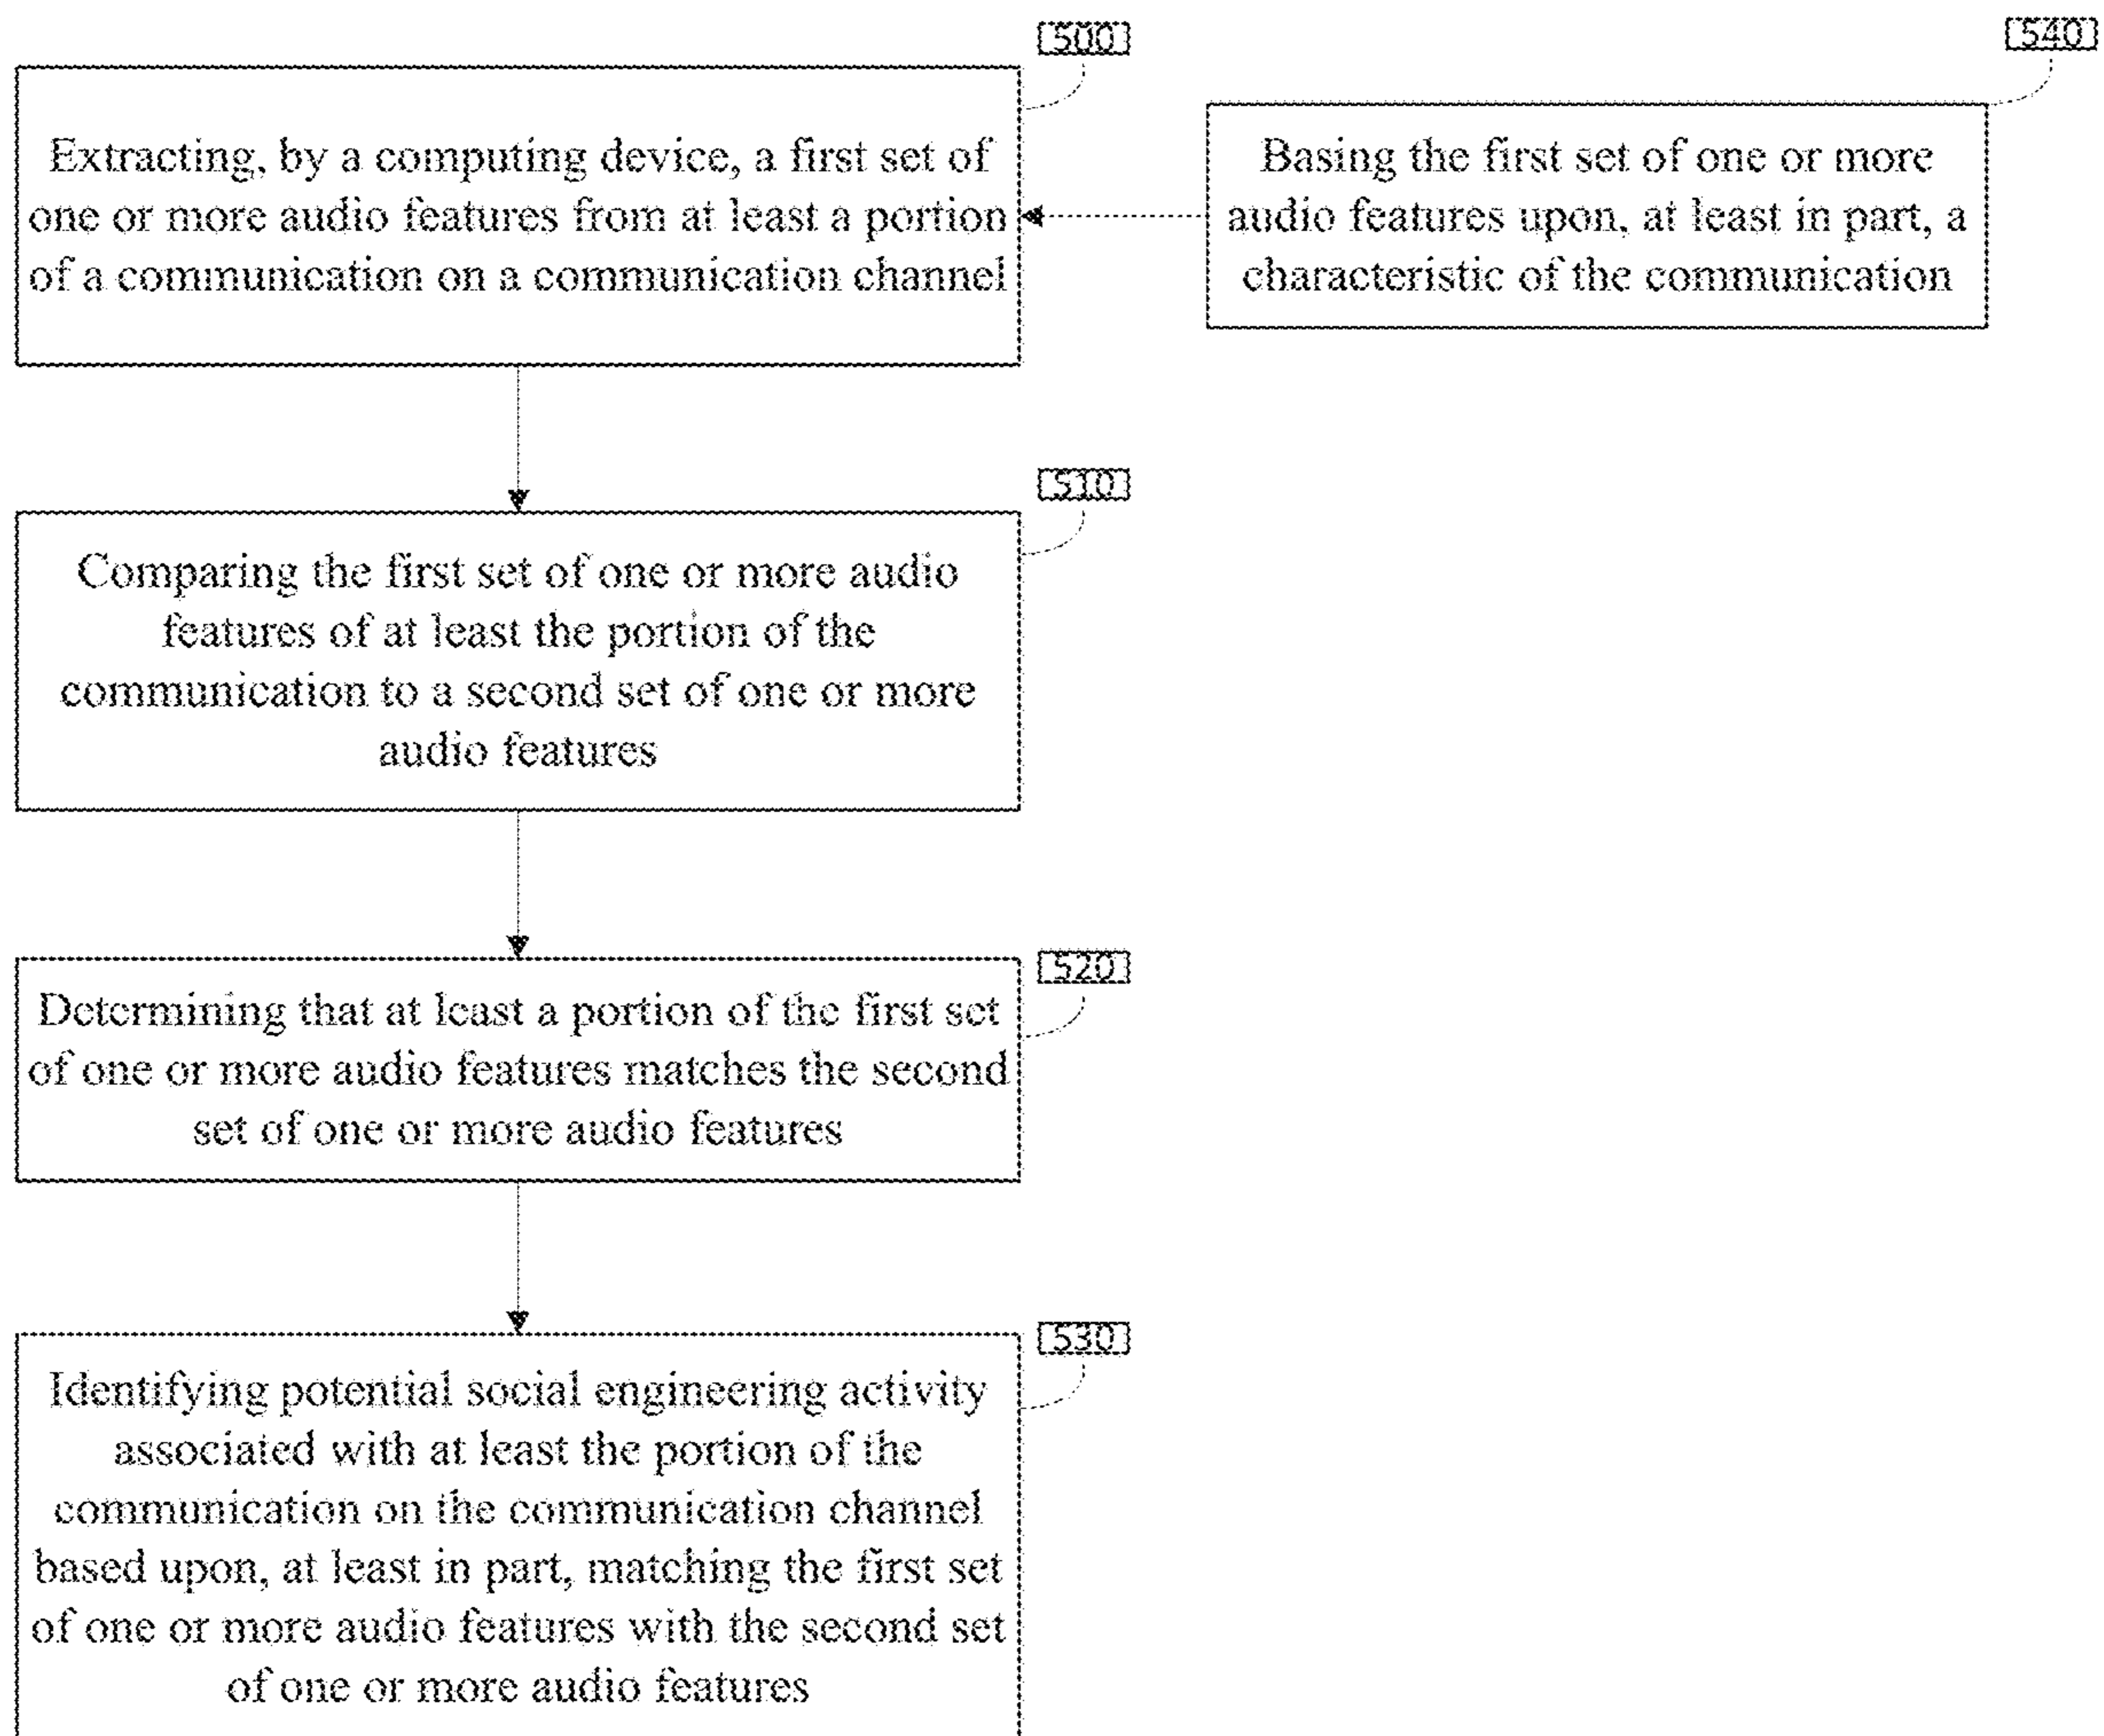 500
Extracting, by a computing device, a first set of
one or more audio features from at least a portion
of a communication on a communication channel
540
Basing the first set of one or more
audio features upon, at least in part, a
characteristic of the communication
510
Comparing the first set of one or more audio
features of at least the portion of the
communication to a second set of one or more
audio features
520
Determining that at least a portion of the first set
of one or more audio features matches the second
set of one or more audio features
530
Identifying potential social engineering activity
associated with at least the portion of the
communication on the communication channel
based upon, at least in part, matching the first set
of one or more audio features with the second set
of one or more audio features